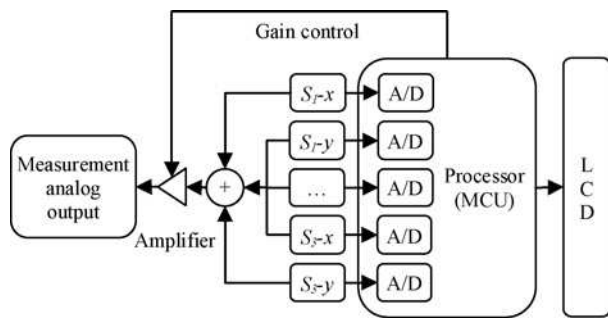 Gain control
S1-x
A/D
S1-y
A/D
Measurement
analog
output
+
...
A/D
Processor
(MCU)
L
C
D
Amplifier
S3-x
A/D
S3-y
A/D